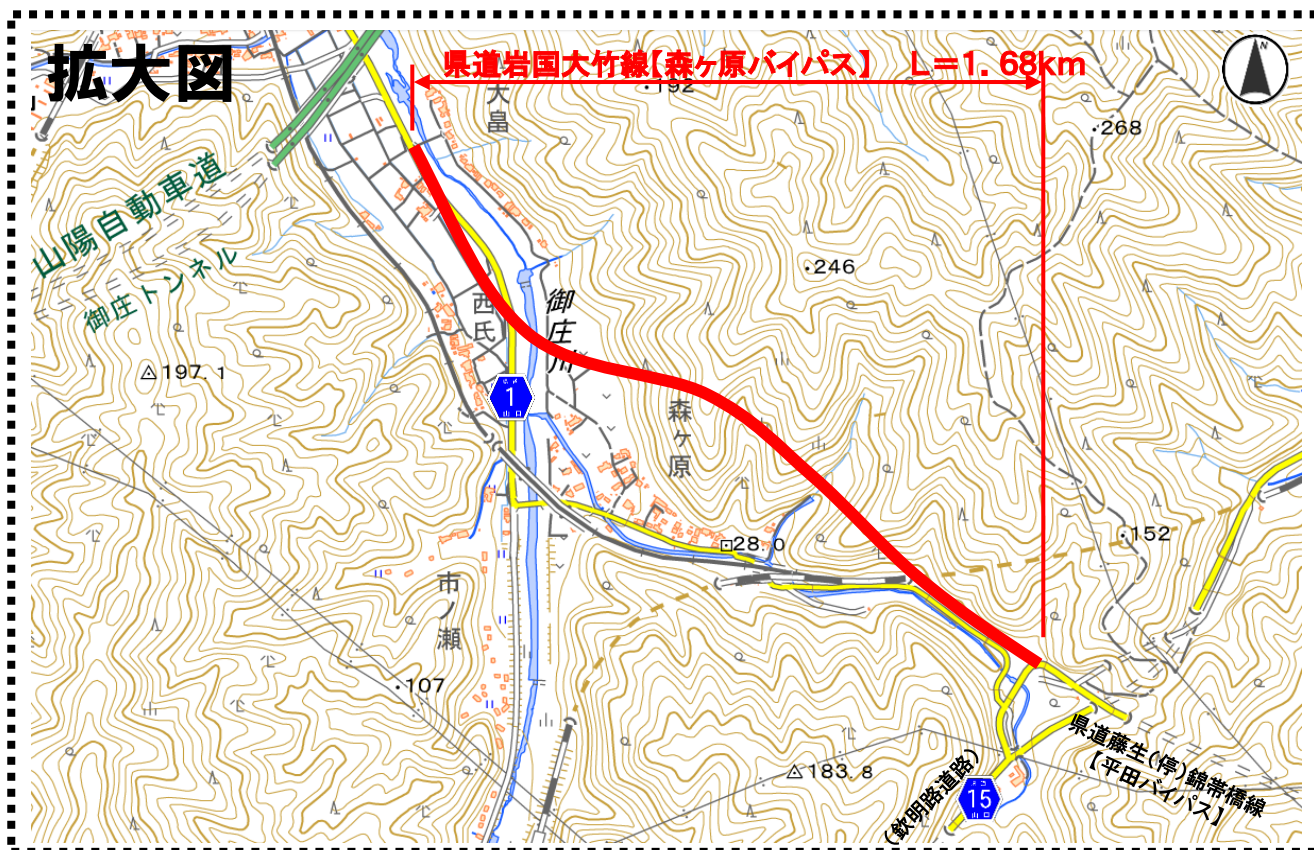 拡大図
県道岩国大竹線【森ヶ原バイパス】 L=1.68km
N
大畠
192
268
山陽自動車道
御庄トンネル
246
西氏
御庄川
197.1
1
山口
森ヶ原
28.0
152
市ノ瀬
107
183.8
県道藤生(停)錦帯橋線
【平田バイパス】
(欽明路道路)
15
山口